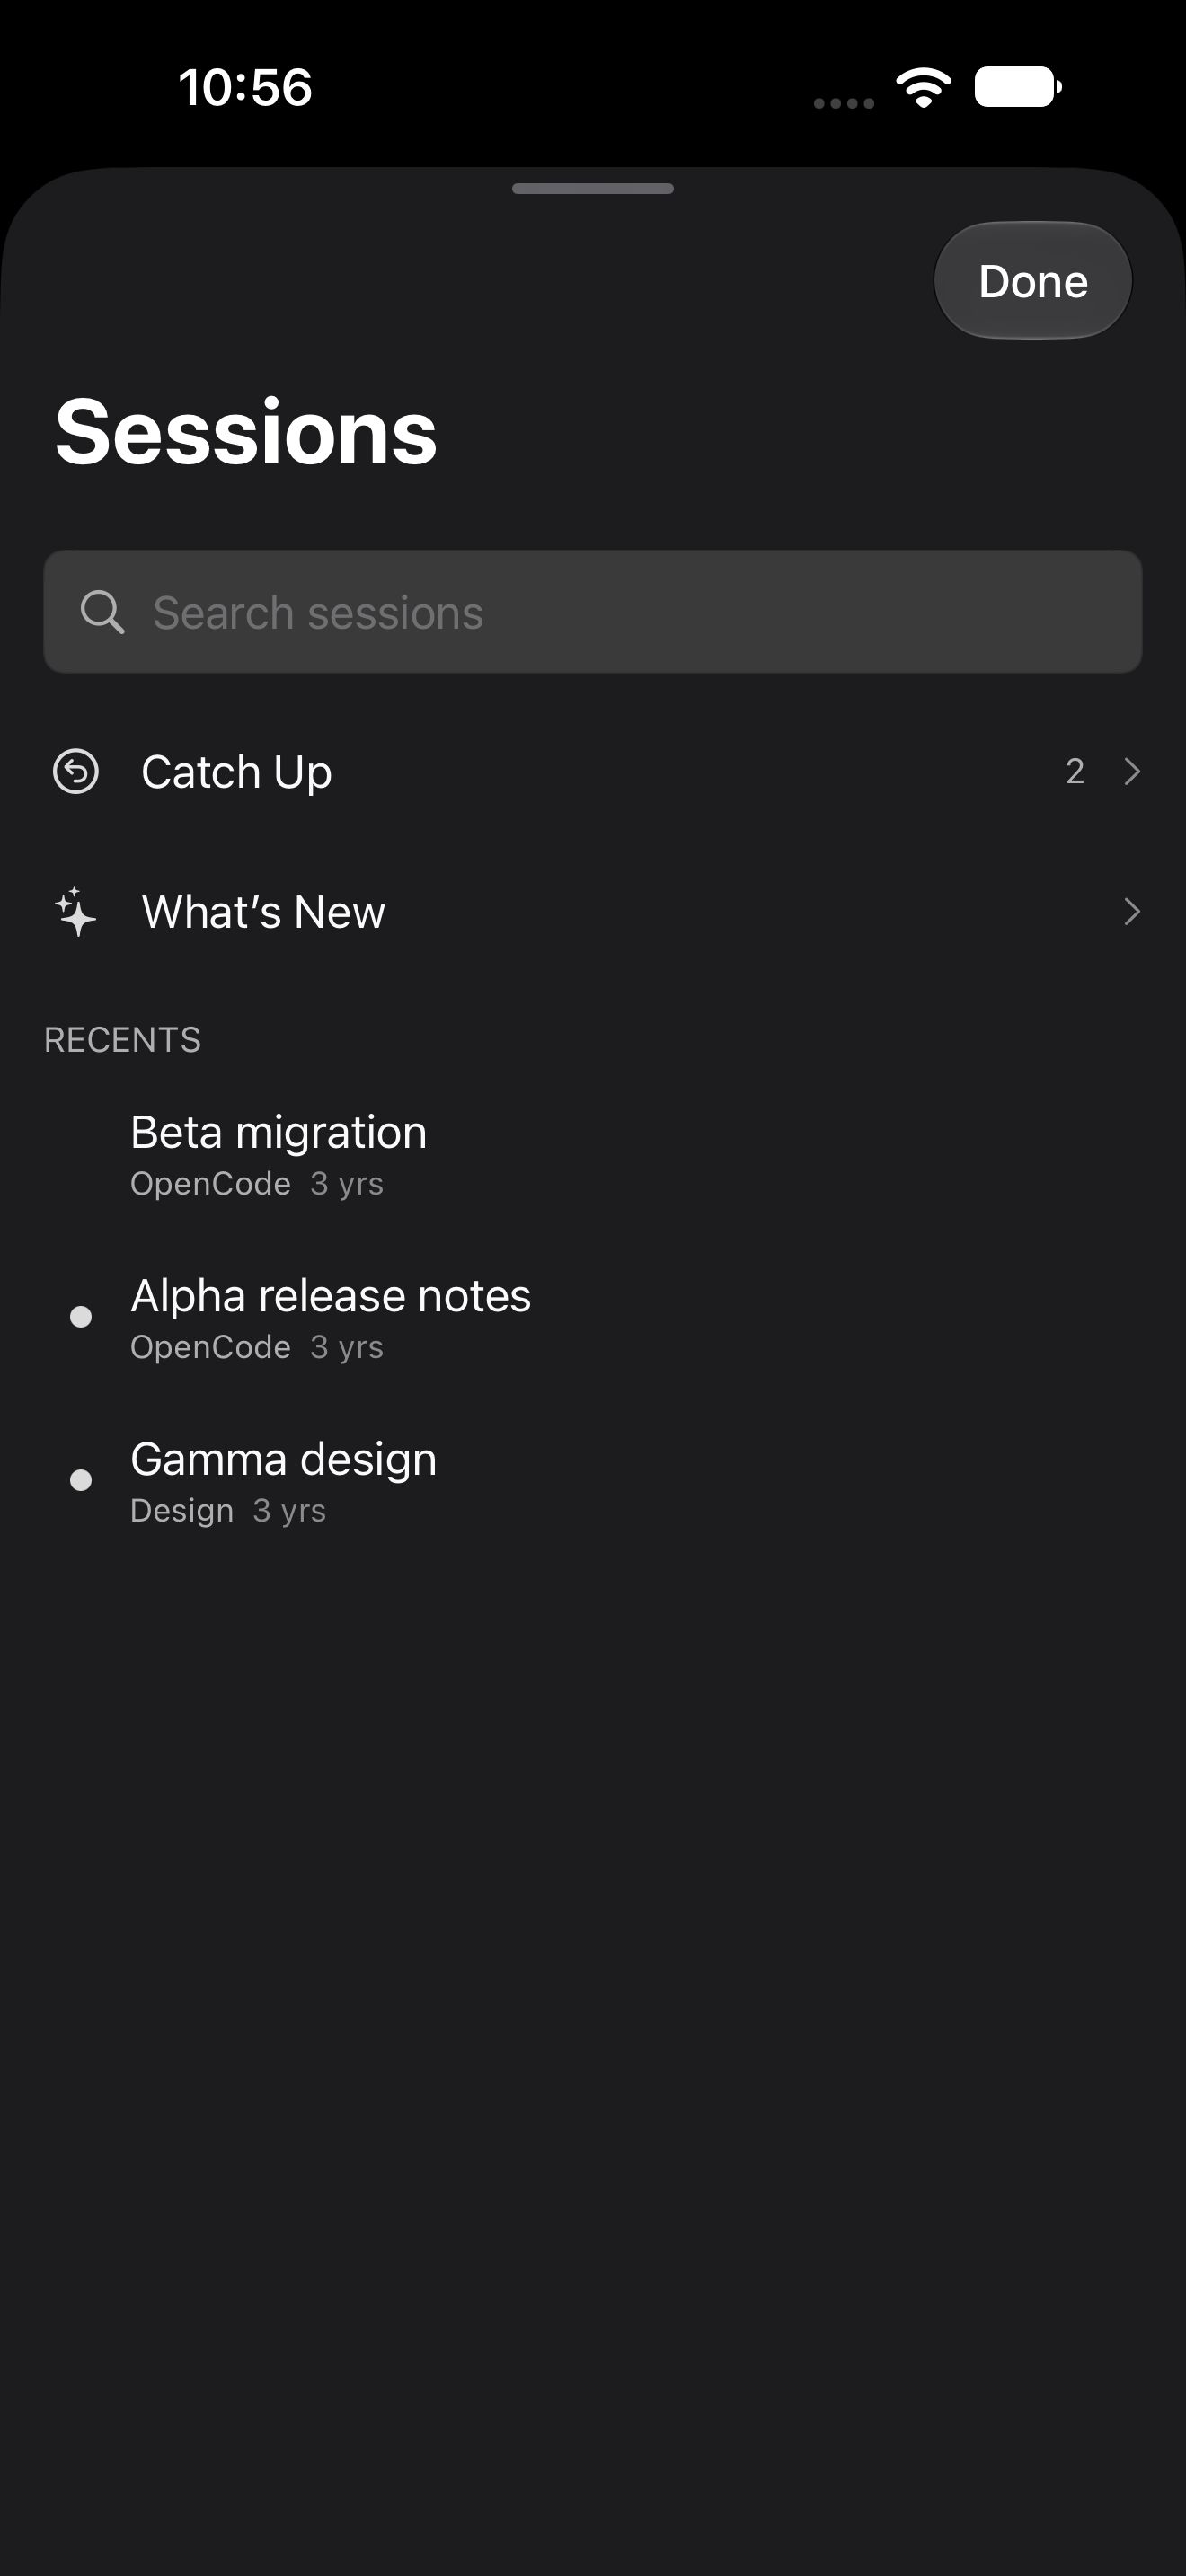 10:56
Done
Sessions
Search sessions
Catch Up 2
What’s New
RECENTS
Beta migration
OpenCode 3 yrs
Alpha release notes
OpenCode 3 yrs
Gamma design
Design 3 yrs